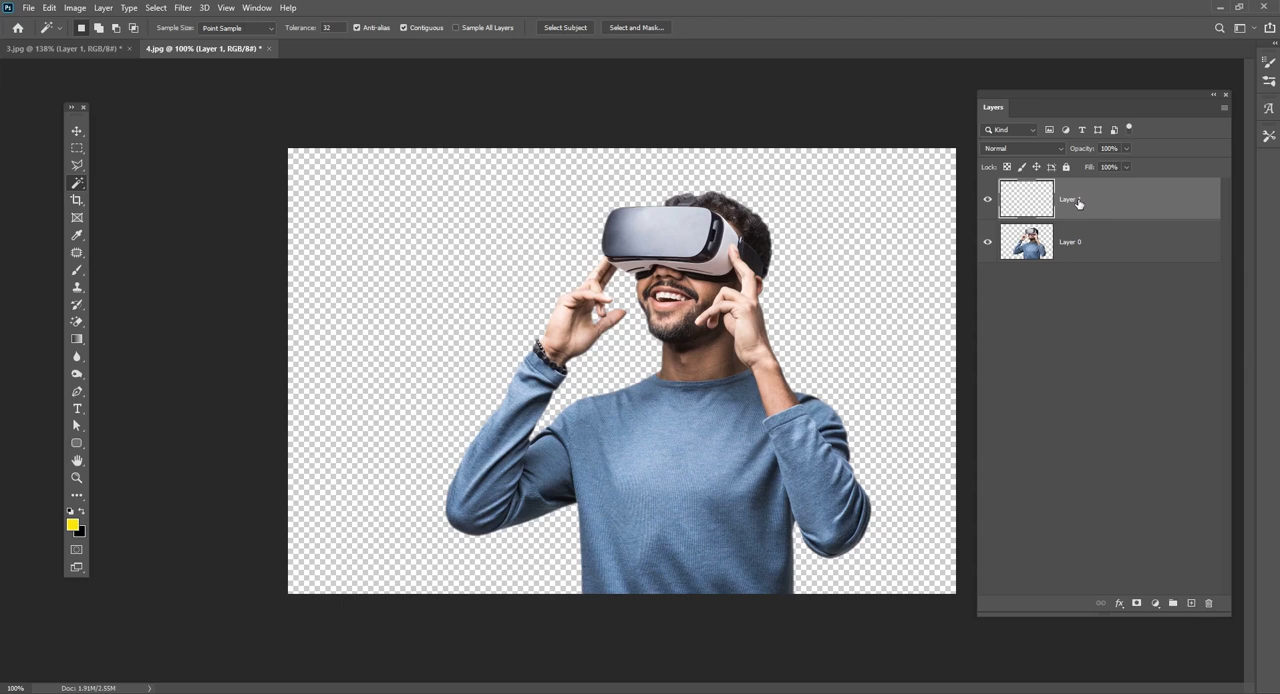 Ps File Edit Image Layer Type Select Filter 3D View Window Help
Sample Size: Point Sample Tolerance: 32 Anti-alias Contiguous Sample All Layers Select Subject Select and Mask...
3.jpg @ 138% (Layer 1, RGB/8#) * × 4.jpg @ 100% (Layer 1, RGB/8#) * ×
Layers
Kind
Normal Opacity: 100%
Lock: Fill: 100%
Layer
Layer 0
100% Doc: 1.91M/2.55M